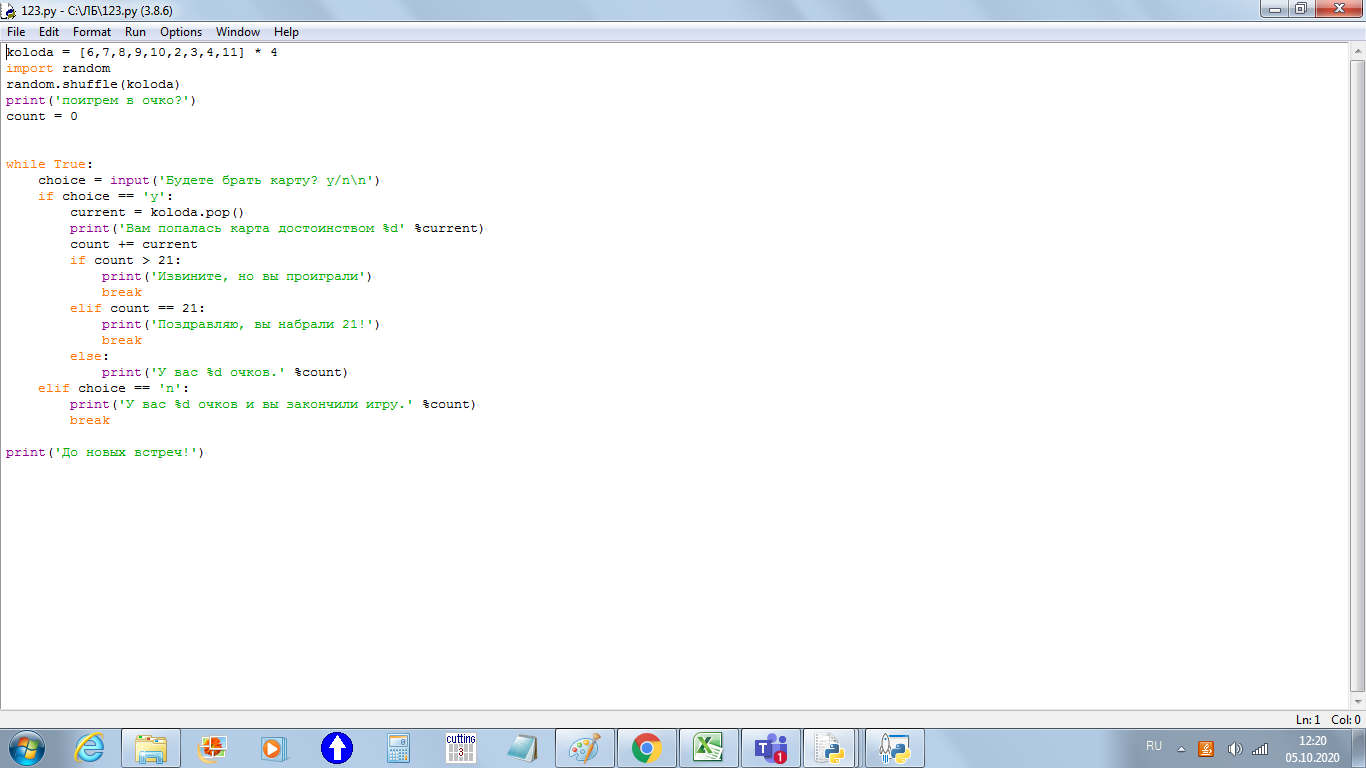 123.py - C:\ЛБ\123.py (3.8.6)
File Edit Format Run Options Window Help
koloda = [6,7,8,9,10,2,3,4,11] * 4
import random
random.shuffle(koloda)
print('поигрем в очко?')
count = 0
while True:
    choice = input('Будете брать карту? y/n\n')
    if choice == 'y':
        current = koloda.pop()
        print('Вам попалась карта достоинством %d' %current)
        count += current
        if count > 21:
            print('Извините, но вы проиграли')
            break
        elif count == 21:
            print('Поздравляю, вы набрали 21!')
            break
        else:
            print('У вас %d очков.' %count)
    elif choice == 'n':
        print('У вас %d очков и вы закончили игру.' %count)
        break
print('До новых встреч!')
Ln: 1 Col: 0
cutting
3
1
RU
12:20
05.10.2020